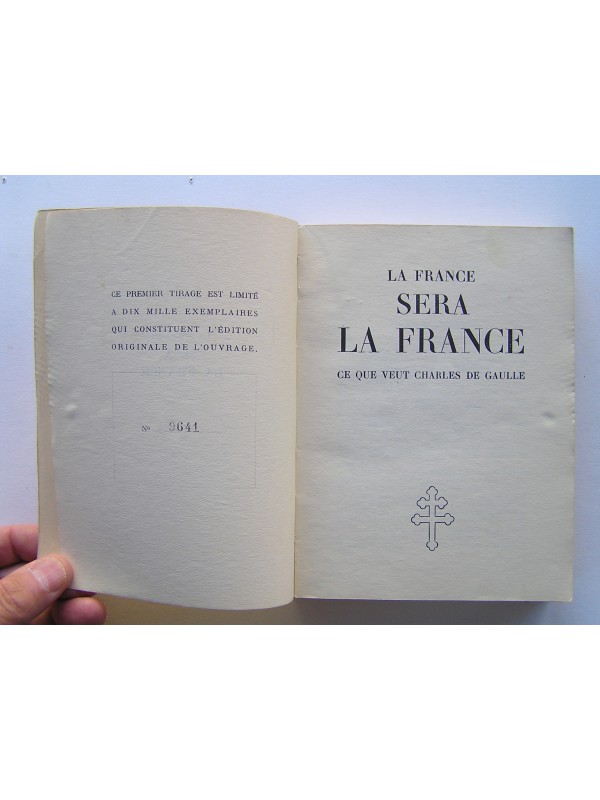 CE PREMIER TIRAGE EST LIMITÉ
A DIX MILLE EXEMPLAIRES
QUI CONSTITUENT L'ÉDITION
ORIGINALE DE L'OUVRAGE.
No 9641
LA FRANCE
SERA
LA FRANCE
CE QUE VEUT CHARLES DE GAULLE